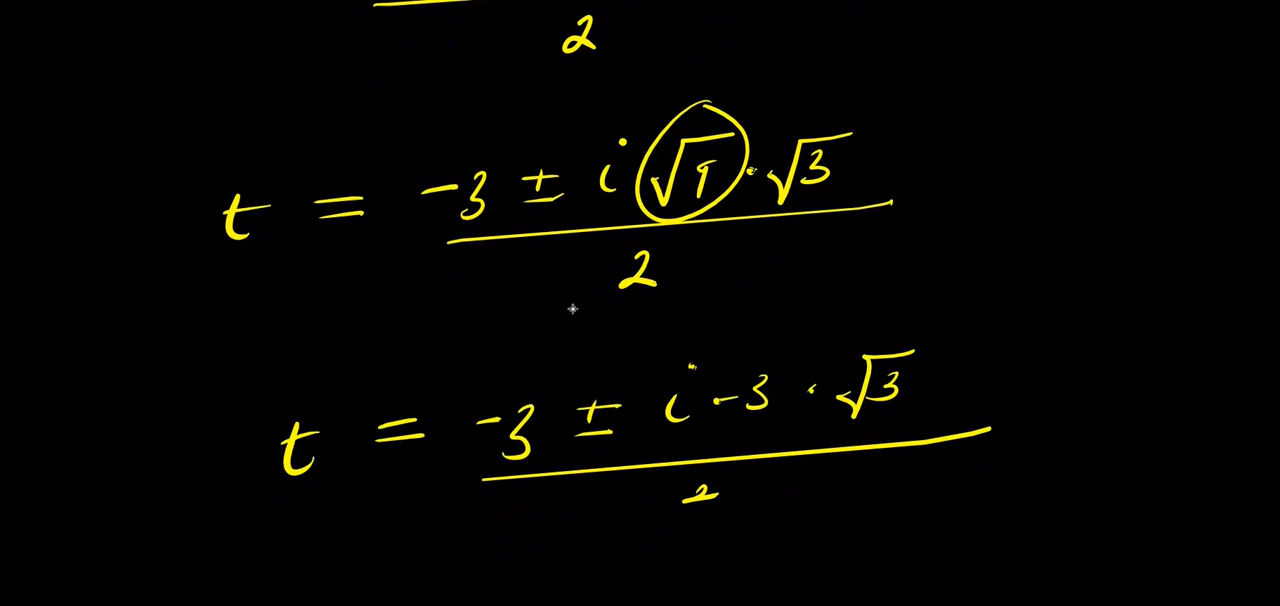 2
t = -3 ± i √9 · √3
2
t = -3 ± i · 3 · √3
2